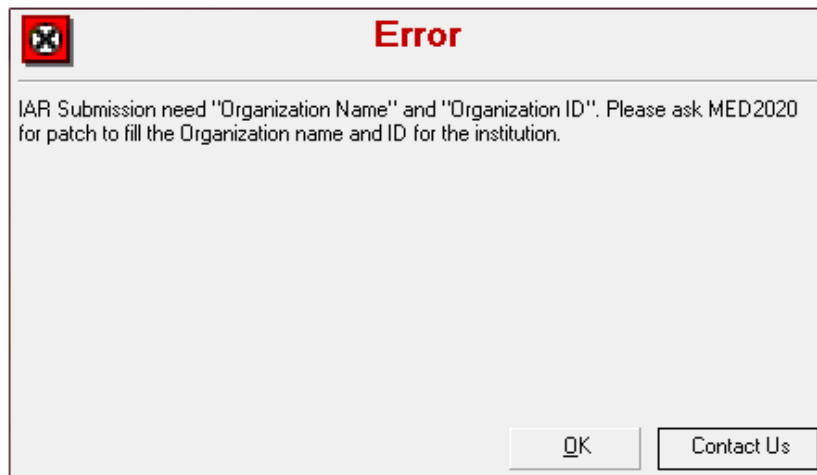 Error
IAR Submission need "Organization Name" and "Organization ID". Please ask MED2020
for patch to fill the Organization name and ID for the institution.
OK
Contact Us